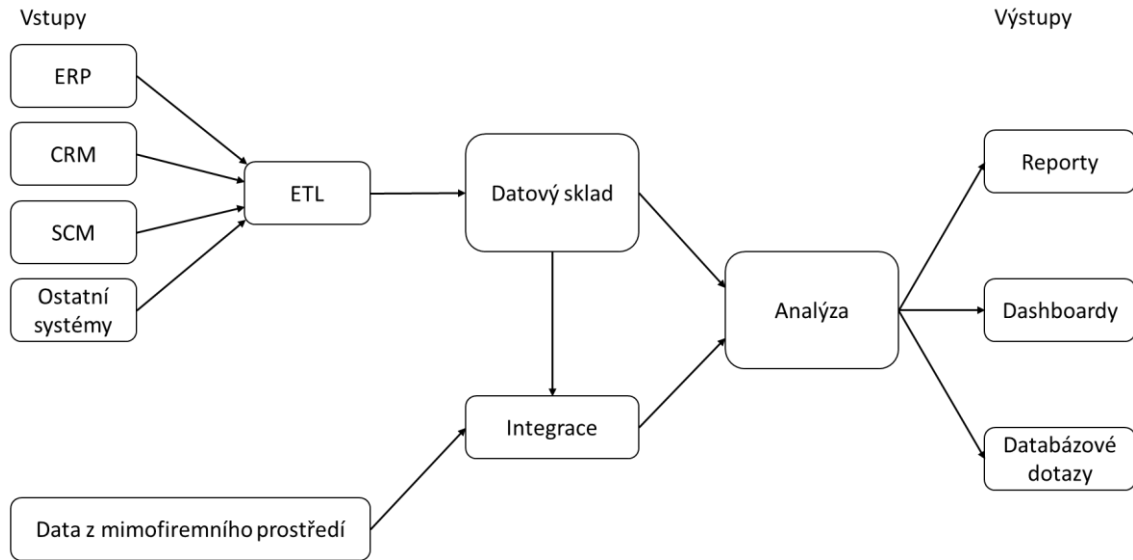 Vstupy
Výstupy
ERP
CRM
SCM
Ostatní
systémy
ETL
Datový sklad
Integrace
Analýza
Reporty
Dashboardy
Databázové
dotazy
Data z mimofiremního prostředí